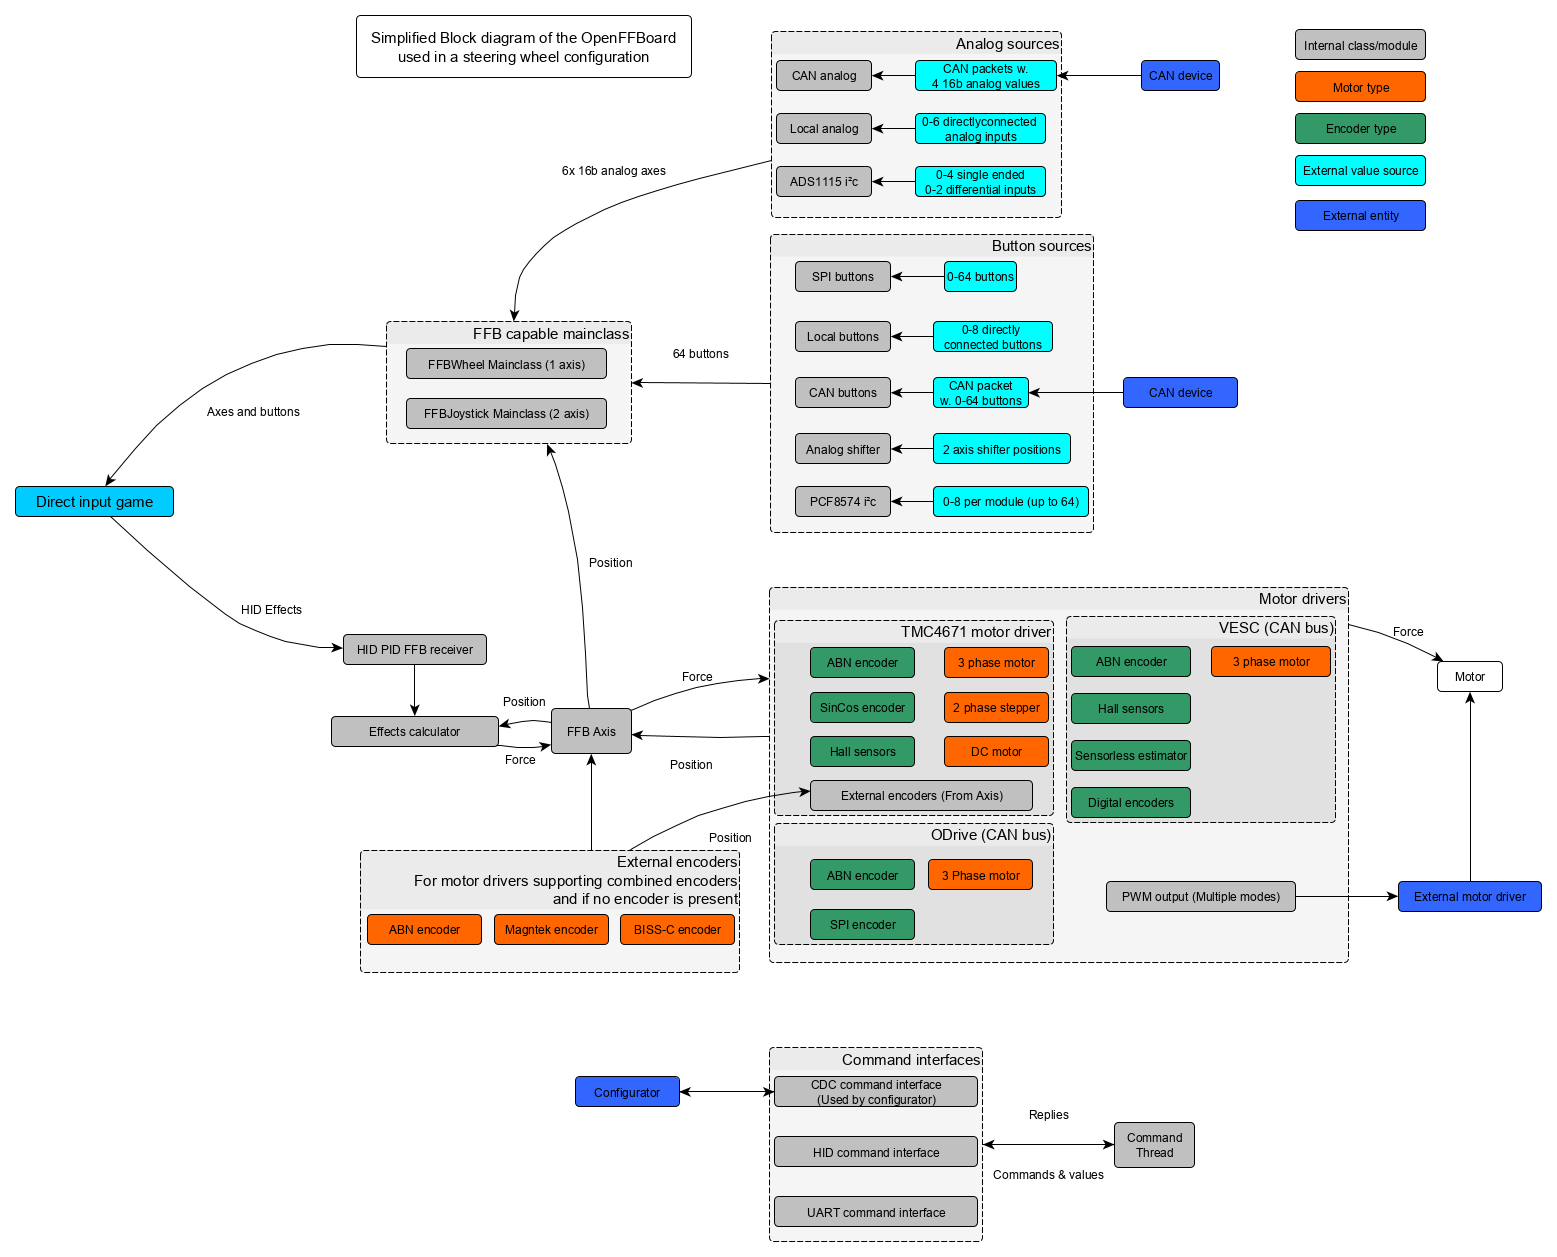 Simplified Block diagram of the OpenFFBoard
used in a steering wheel configuration
Analog sources
CAN analog
CAN packets w.
4 16b analog values
CAN device
Local analog
0-6 directlyconnected
analog inputs
ADS1115 i²c
0-4 single ended
0-2 differential inputs
Internal class/module
Motor type
Encoder type
External value source
External entity
6x 16b analog axes
Button sources
SPI buttons
0-64 buttons
Local buttons
0-8 directly
connected buttons
CAN buttons
CAN packet
w. 0-64 buttons
CAN device
Analog shifter
2 axis shifter positions
PCF8574 i²c
0-8 per module (up to 64)
64 buttons
FFB capable mainclass
FFBWheel Mainclass (1 axis)
FFBJoystick Mainclass (2 axis)
Axes and buttons
Direct input game
HID Effects
Position
HID PID FFB receiver
Effects calculator
Position
Force
FFB Axis
Force
Position
Position
Motor drivers
TMC4671 motor driver
ABN encoder
3 phase motor
SinCos encoder
2 phase stepper
Hall sensors
DC motor
External encoders (From Axis)
VESC (CAN bus)
ABN encoder
3 phase motor
Hall sensors
Sensorless estimator
Digital encoders
ODrive (CAN bus)
ABN encoder
3 Phase motor
SPI encoder
PWM output (Multiple modes)
External motor driver
Force
Motor
External encoders
For motor drivers supporting combined encoders
and if no encoder is present
ABN encoder
Magntek encoder
BISS-C encoder
Command interfaces
Configurator
CDC command interface
(Used by configurator)
HID command interface
UART command interface
Replies
Commands & values
Command
Thread